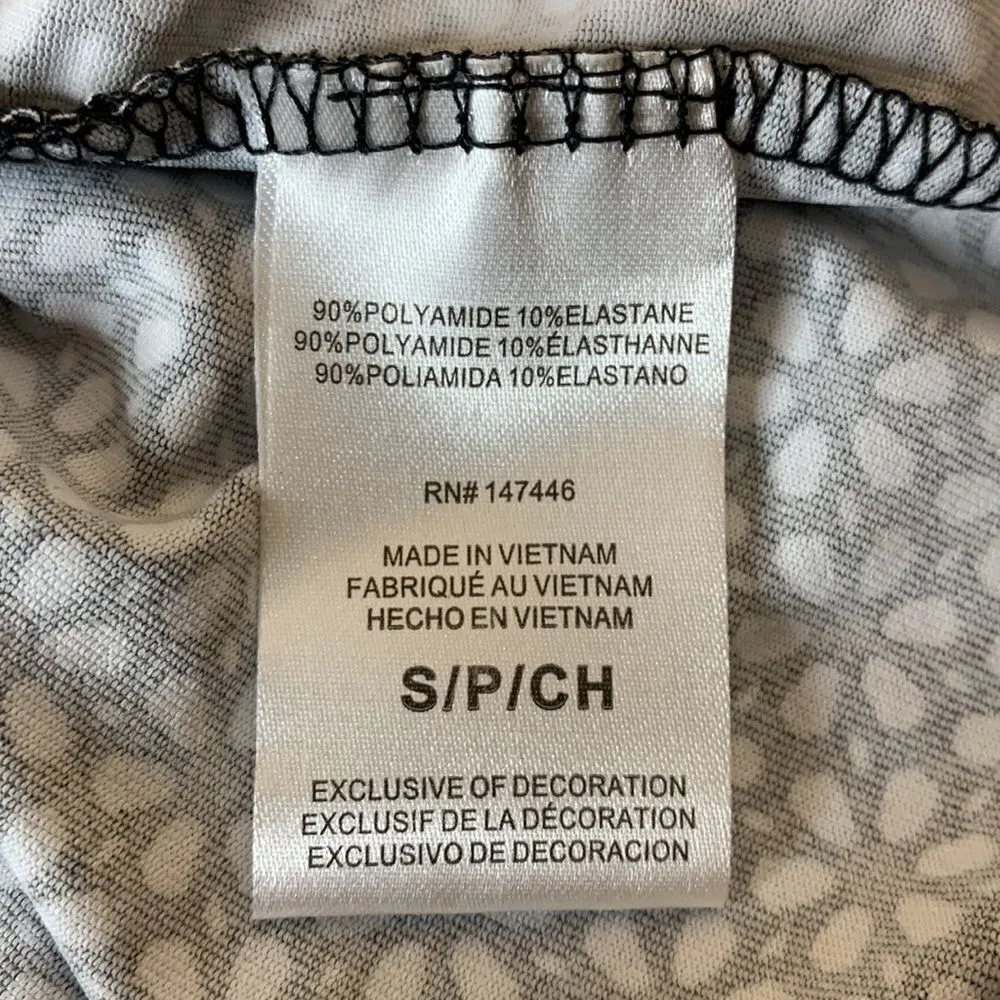 90%POLYAMIDE 10%ELASTANE
90%POLYAMIDE 10%ÉLASTHANNE
90%POLIAMIDA 10%ELASTANO
RN# 147446
MADE IN VIETNAM
FABRIQUÉ AU VIETNAM
HECHO EN VIETNAM
S/P/CH
EXCLUSIVE OF DECORATION
EXCLUSIF DE LA DÉCORATION
EXCLUSIVO DE DECORACION